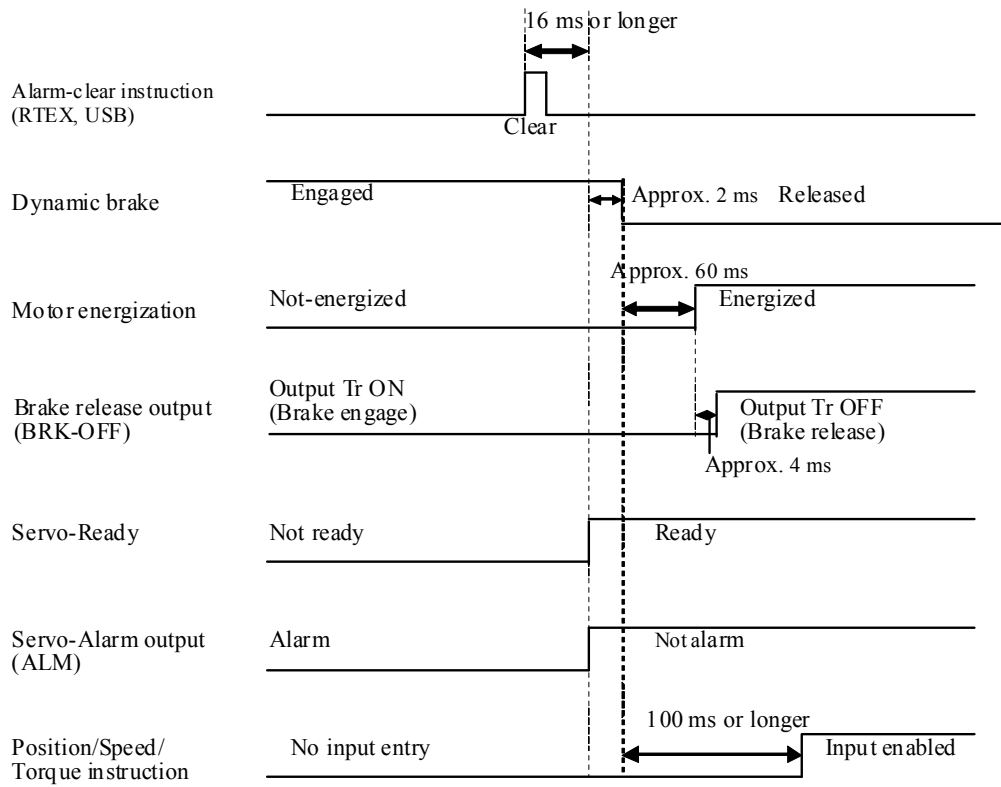 16 ms or longer
Alarm-clear instruction
(RTEX, USB)
Clear
Dynamic brake
Engaged
Approx. 2 ms
Released
Approx. 60 ms
Motor energization
Not-energized
Energized
Brake release output
(BRK-OFF)
Output Tr ON
(Brake engage)
Output Tr OFF
(Brake release)
Approx. 4 ms
Servo-Ready
Not ready
Ready
Servo-Alarm output
(ALM)
Alarm
Not alarm
100 ms or longer
Position/Speed/
Torque instruction
No input entry
Input enabled